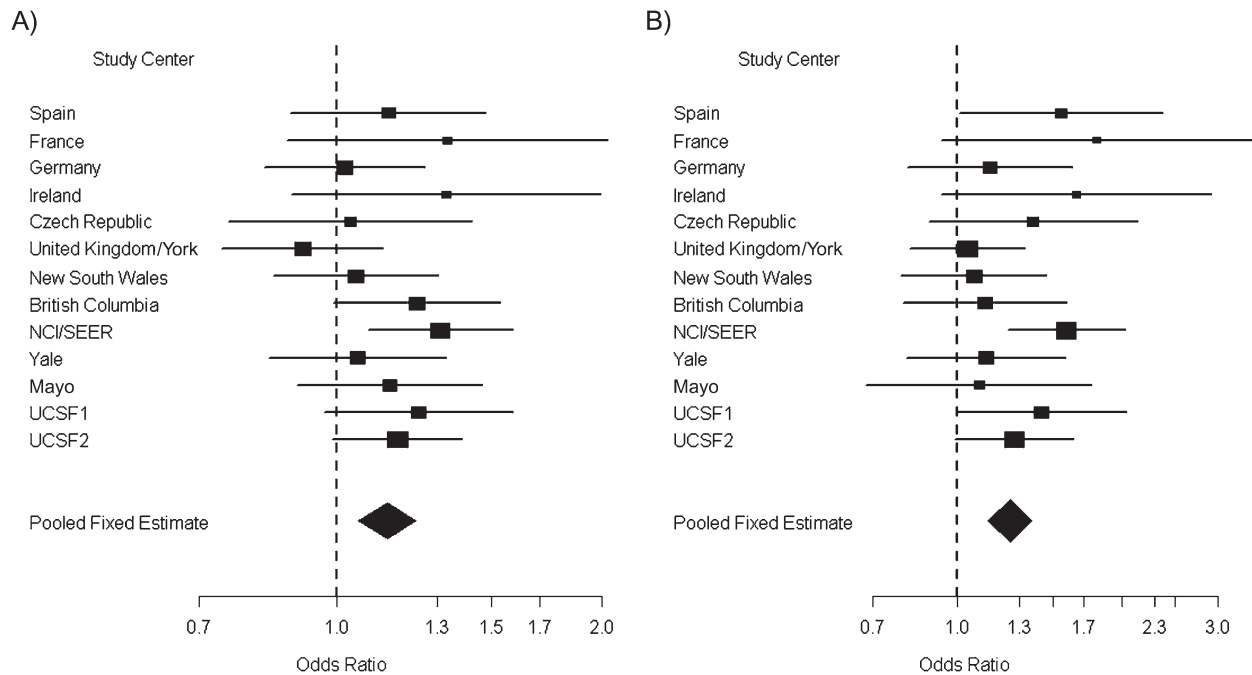 A)
Study Center
Spain
France
Germany
Ireland
Czech Republic
United Kingdom/York
New South Wales
British Columbia
NCI/SEER
Yale
Mayo
UCSF1
UCSF2
Pooled Fixed Estimate
0.7 1.0 1.3 1.5 1.7 2.0
Odds Ratio
B)
Study Center
Spain
France
Germany
Ireland
Czech Republic
United Kingdom/York
New South Wales
British Columbia
NCI/SEER
Yale
Mayo
UCSF1
UCSF2
Pooled Fixed Estimate
0.7 1.0 1.3 1.7 2.3 3.0
Odds Ratio